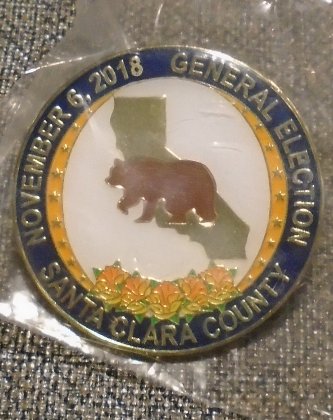 NOVEMBER 6, 2018 GENERAL ELECTION
SANTA CLARA COUNTY